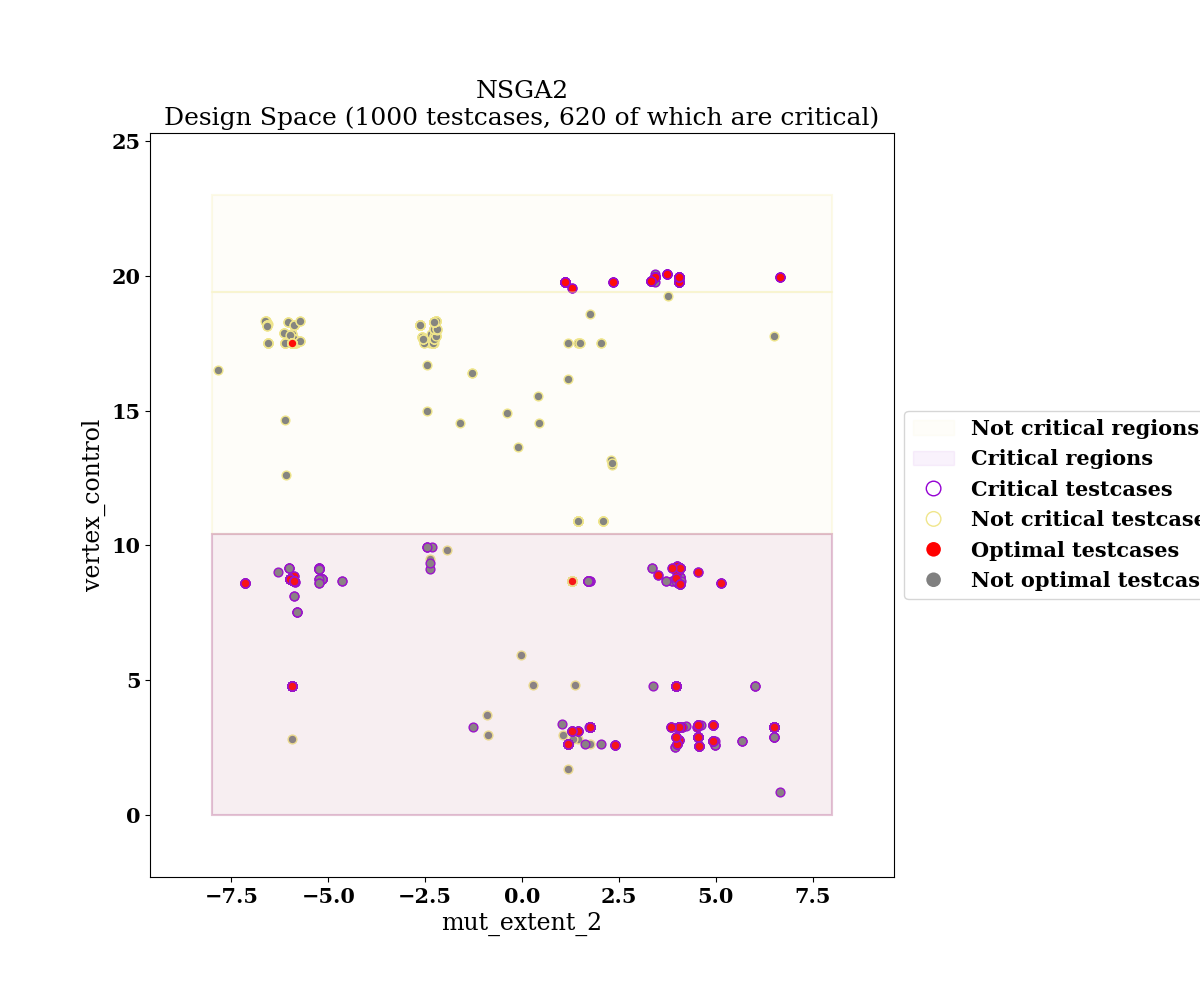 NSGA2
Design Space (1000 testcases, 620 of which are critical)
25
20
15
10
5
0
vertex_control
−7.5 −5.0 −2.5 0.0 2.5 5.0 7.5
mut_extent_2
Not critical regions
Critical regions
Critical testcases
Not critical testcase
Optimal testcases
Not optimal testcas